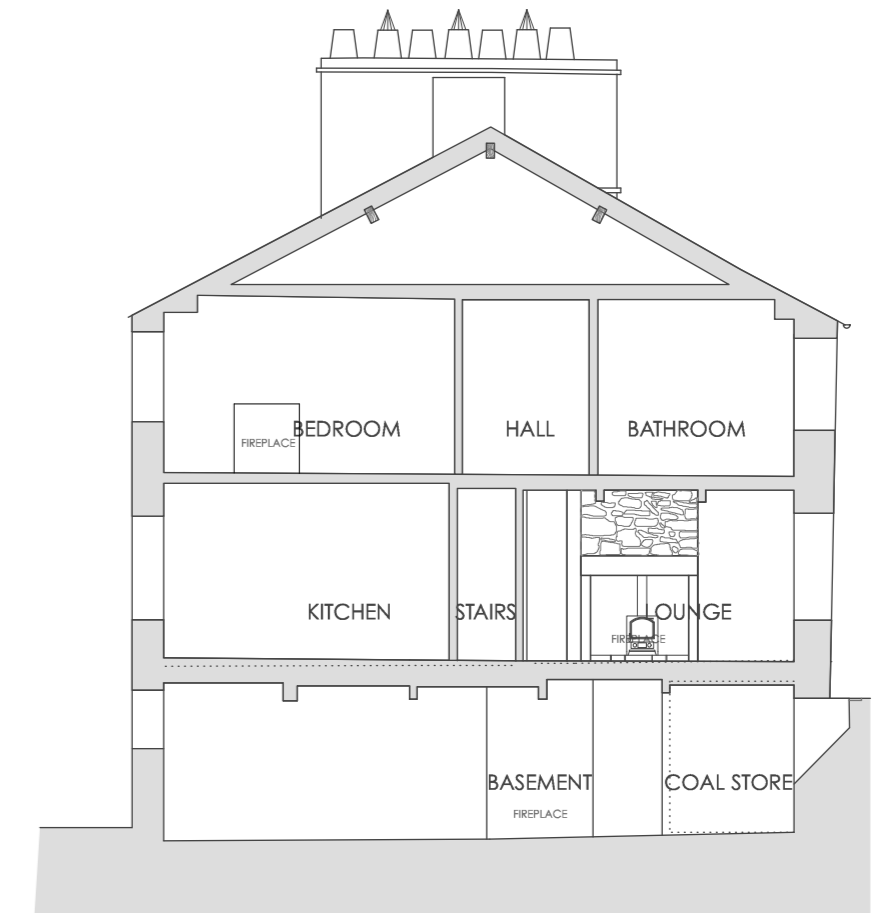 BEDROOM
FIREPLACE
HALL
BATHROOM
KITCHEN
STAIRS
LOUNGE
FIREPLACE
BASEMENT
FIREPLACE
COAL STORE